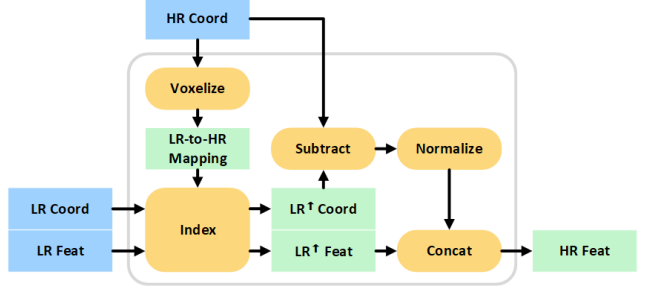 HR Coord
Voxelize
LR-to-HR
Mapping
Subtract
Normalize
LR Coord
LR Feat
Index
LR↑ Coord
LR↑ Feat
Concat
HR Feat